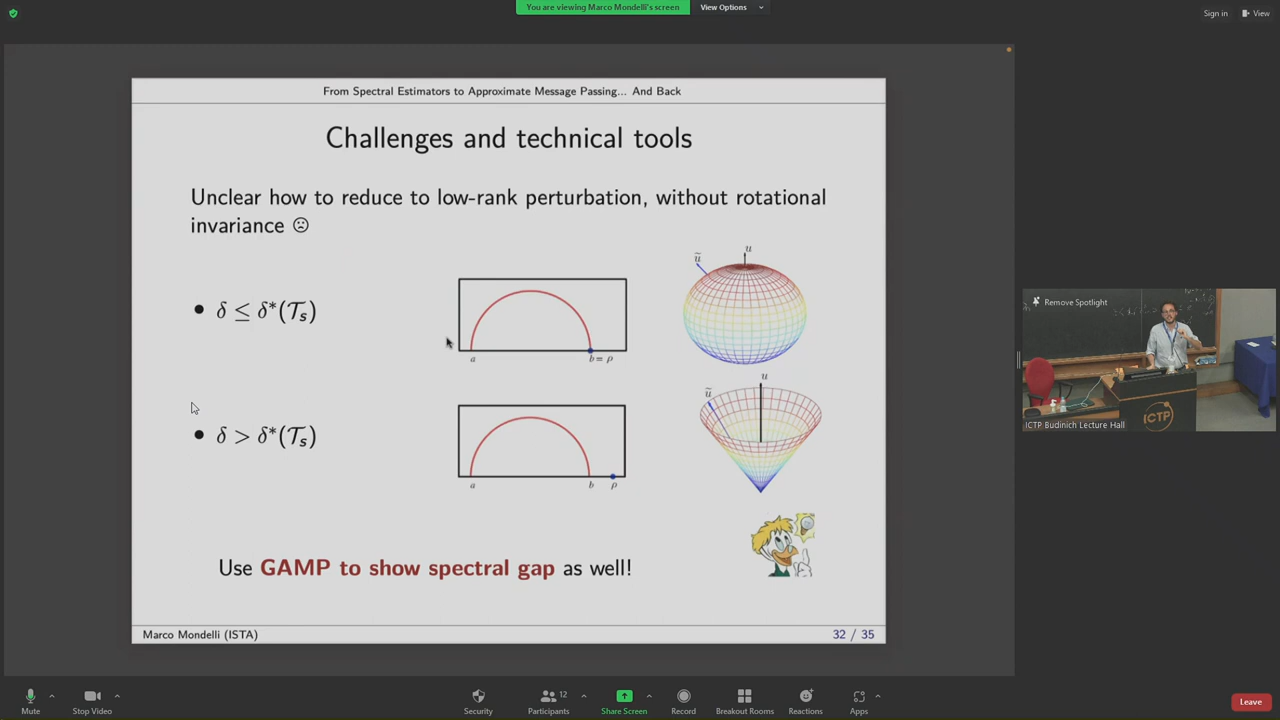 You are viewing Marco Mondelli's screen
View Options
Sign in
View
From Spectral Estimators to Approximate Message Passing... And Back
Challenges and technical tools
Unclear how to reduce to low-rank perturbation, without rotational
invariance ☹
• δ ≤ δ*(𝒯ₛ)
a
b = ρ
ũ
u
• δ > δ*(𝒯ₛ)
a
b
ρ
ũ
u
Use GAMP to show spectral gap as well!
Marco Mondelli (ISTA)
32 / 35
Remove Spotlight
ICTP
ICTP Budinich Lecture Hall
Mute
Stop Video
Security
Participants
12
Share Screen
Record
Breakout Rooms
Reactions
Apps
Leave